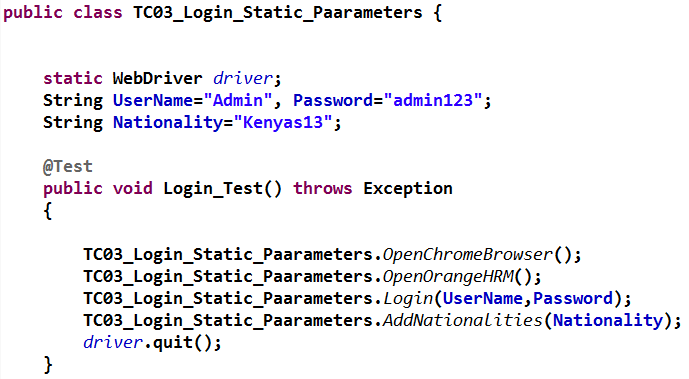 public class TC03_Login_Static_Paarameters {
static WebDriver driver;
String UserName="Admin", Password="admin123";
String Nationality="Kenyas13";
@Test
public void Login_Test() throws Exception
{
TC03_Login_Static_Paarameters.OpenChromeBrowser();
TC03_Login_Static_Paarameters.OpenOrangeHRM();
TC03_Login_Static_Paarameters.Login(UserName,Password);
TC03_Login_Static_Paarameters.AddNationalities(Nationality);
driver.quit();
}